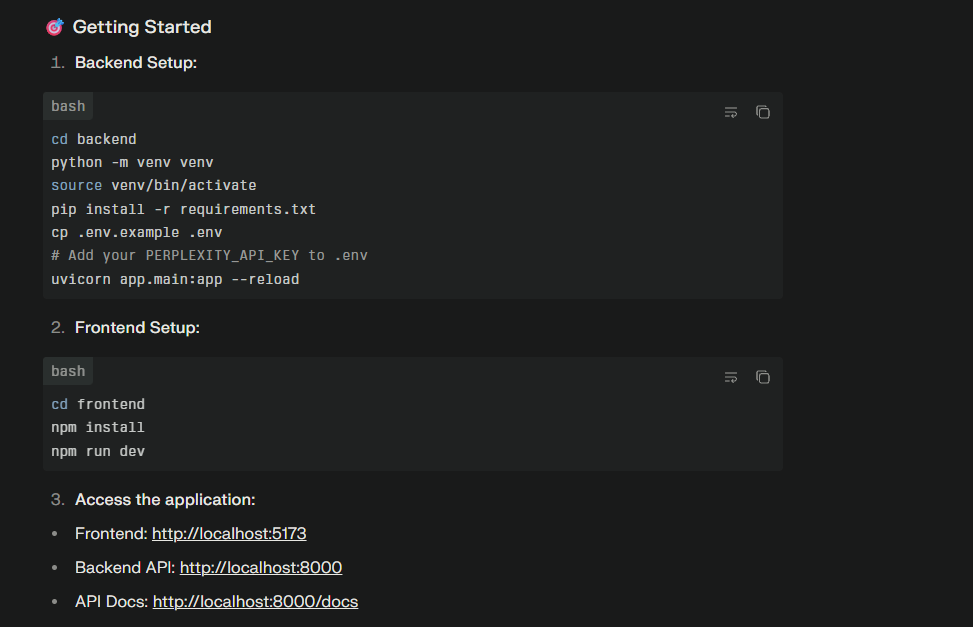 🎯 Getting Started
1. Backend Setup:
bash
cd backend
python -m venv venv
source venv/bin/activate
pip install -r requirements.txt
cp .env.example .env
# Add your PERPLEXITY_API_KEY to .env
uvicorn app.main:app --reload
2. Frontend Setup:
bash
cd frontend
npm install
npm run dev
3. Access the application:
• Frontend: http://localhost:5173
• Backend API: http://localhost:8000
• API Docs: http://localhost:8000/docs